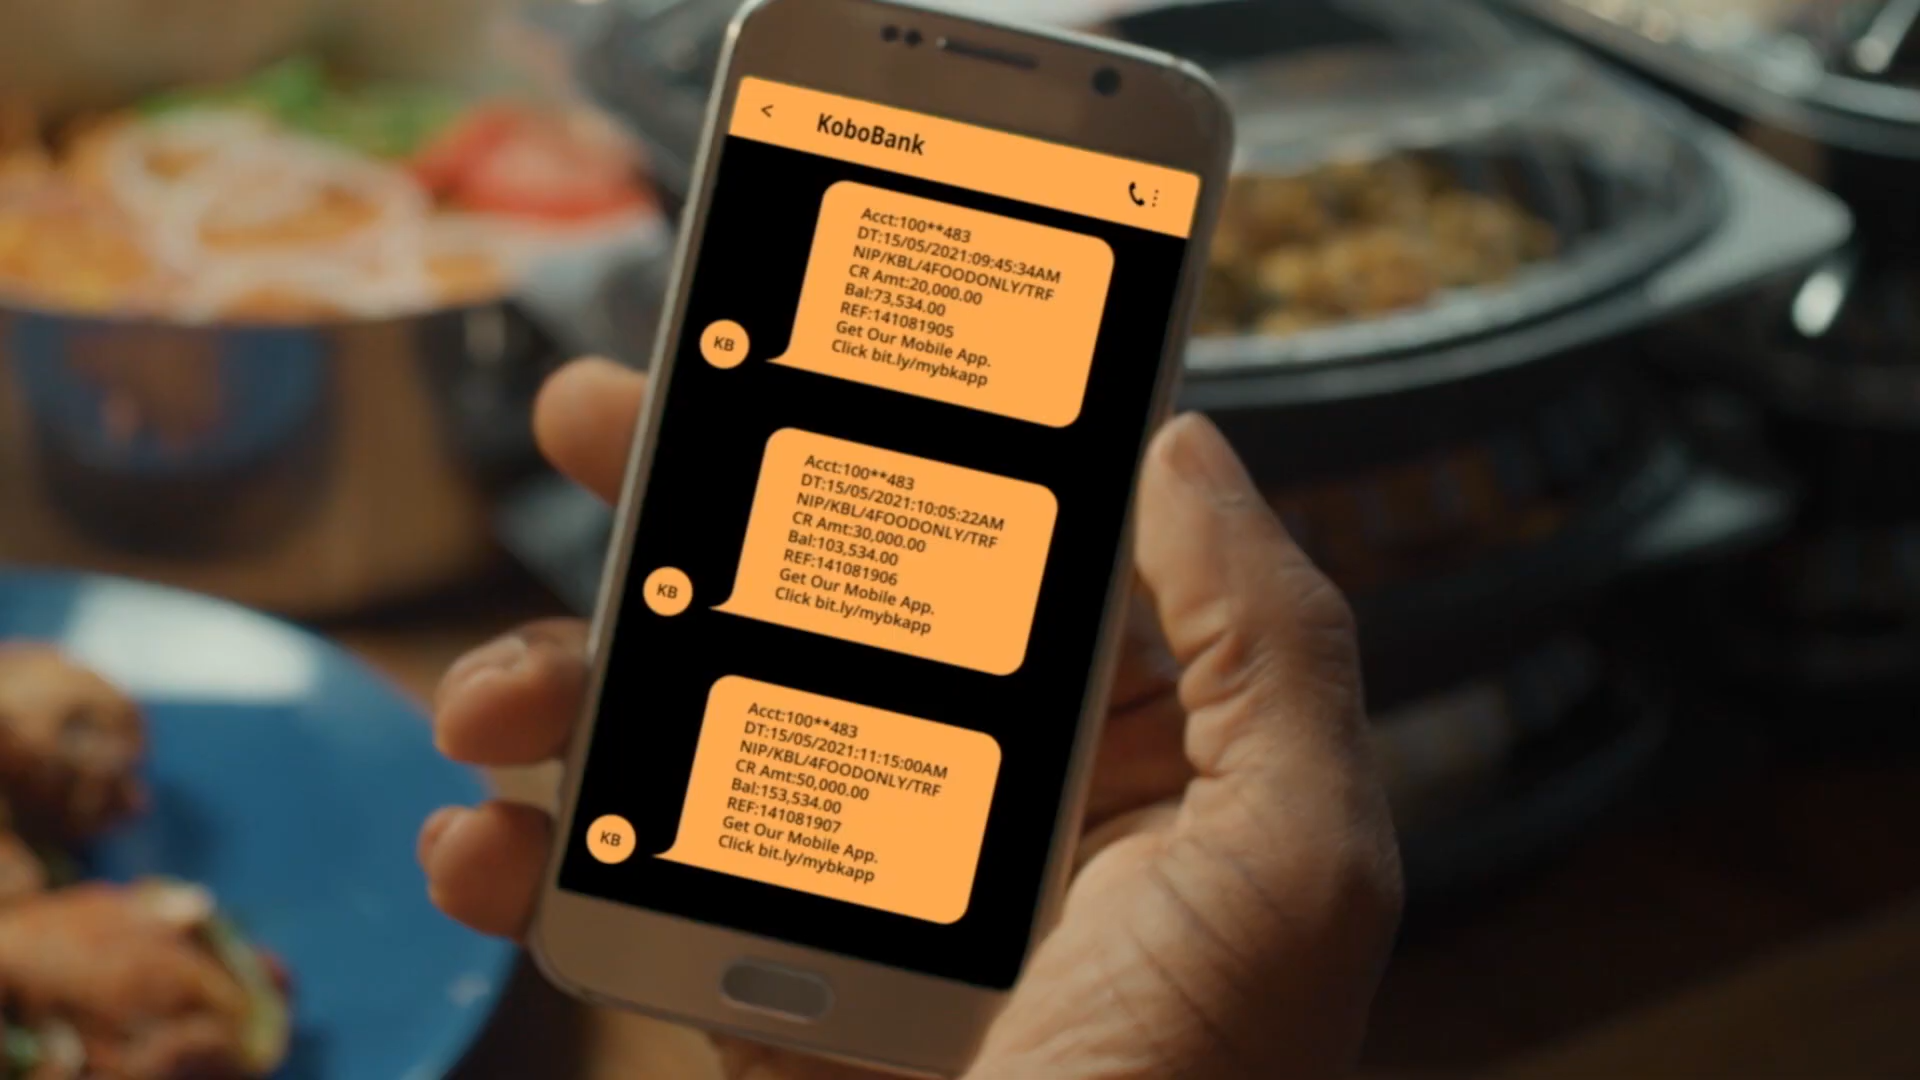 <
KoboBank
Acct:100**483
DT:15/05/2021:09:45:34AM
NIP/KBL/4FOODONLY/TRF
CR Amt:20,000.00
Bal:73,534.00
REF:141081905
Get Our Mobile App.
Click bit.ly/mybkapp
KB
Acct:100**483
DT:15/05/2021:10:05:22AM
NIP/KBL/4FOODONLY/TRF
CR Amt:30,000.00
Bal:103,534.00
REF:141081906
Get Our Mobile App.
Click bit.ly/mybkapp
KB
Acct:100**483
DT:15/05/2021:11:15:00AM
NIP/KBL/4FOODONLY/TRF
CR Amt:50,000.00
Bal:153,534.00
REF:141081907
Get Our Mobile App.
Click bit.ly/mybkapp
KB